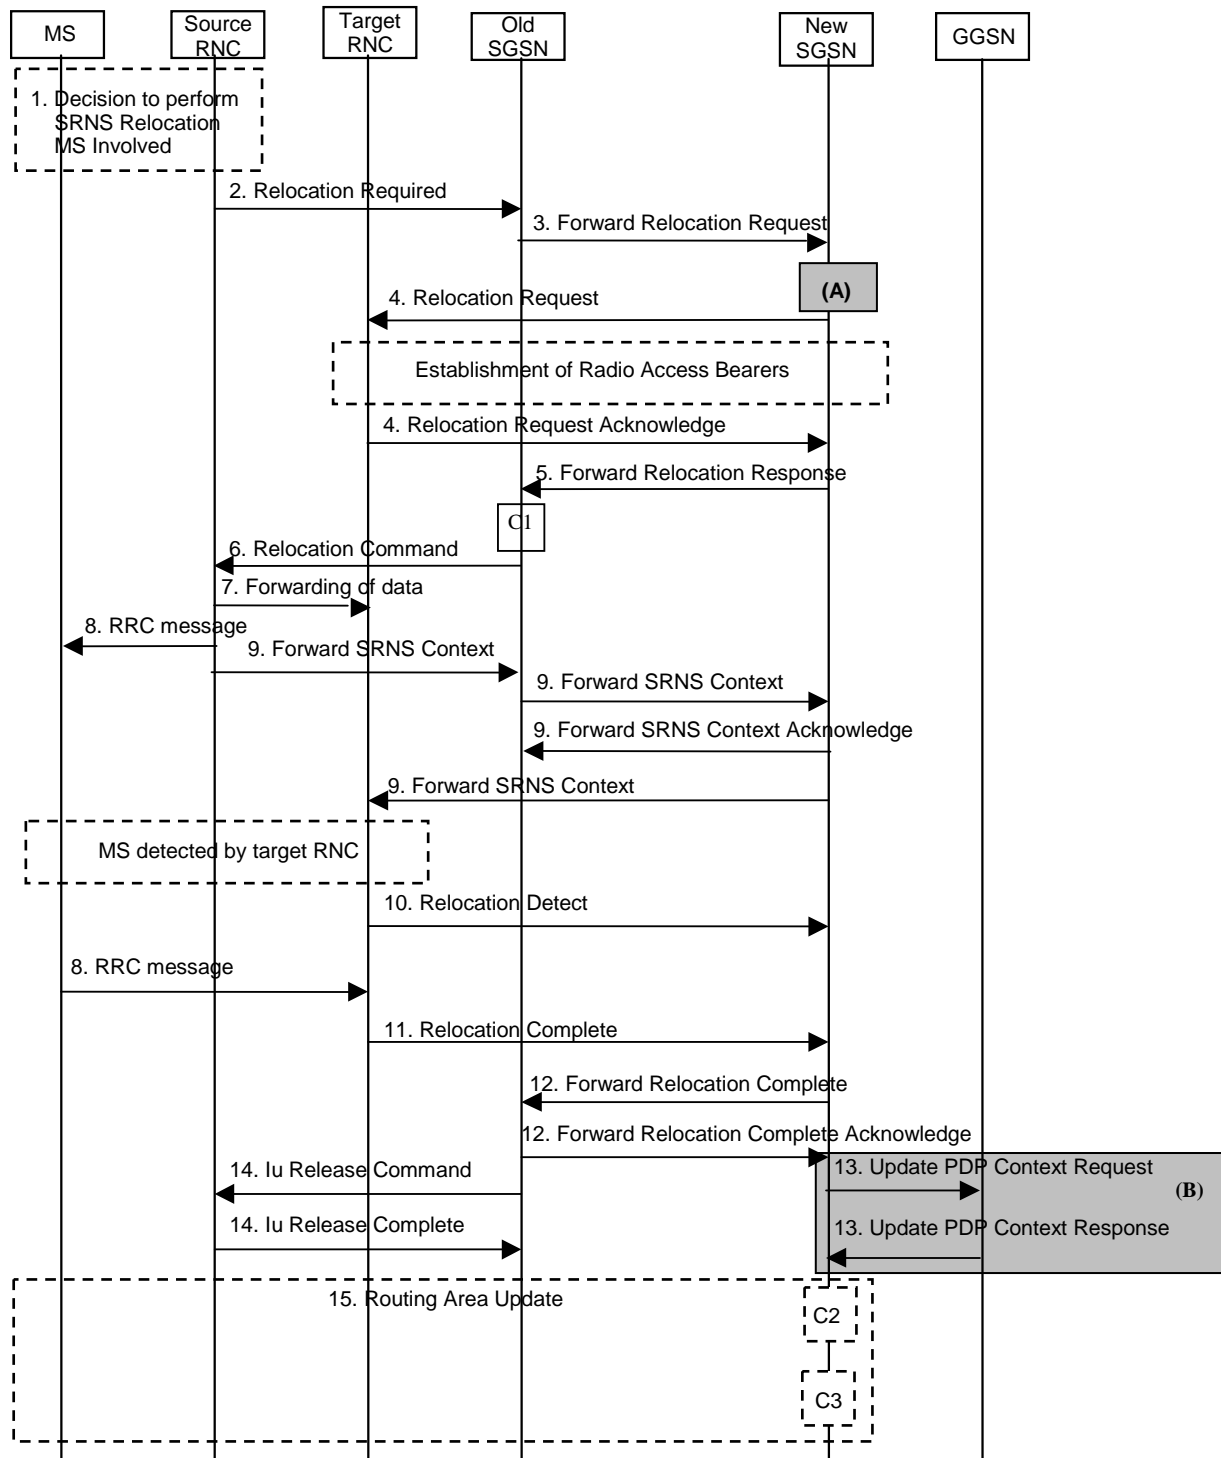 MS
Source
RNC
Target
RNC
Old
SGSN
New
SGSN
GGSN
1. Decision to perform
SRNS Relocation
MS Involved
2. Relocation Required
3. Forward Relocation Request
(A)
4. Relocation Request
Establishment of Radio Access Bearers
4. Relocation Request Acknowledge
5. Forward Relocation Response
C1
6. Relocation Command
7. Forwarding of data
8. RRC message
9. Forward SRNS Context
9. Forward SRNS Context
9. Forward SRNS Context Acknowledge
9. Forward SRNS Context
MS detected by target RNC
10. Relocation Detect
8. RRC message
11. Relocation Complete
12. Forward Relocation Complete
12. Forward Relocation Complete Acknowledge
14. Iu Release Command
13. Update PDP Context Request
(B)
14. Iu Release Complete
13. Update PDP Context Response
15. Routing Area Update
C2
C3